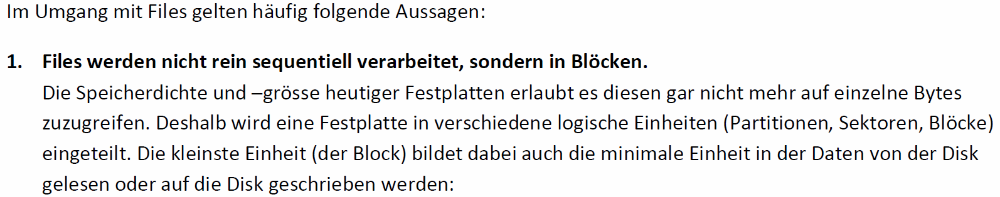 Im Umgang mit Files gelten häufig folgende Aussagen:
1. Files werden nicht rein sequentiell verarbeitet, sondern in Blöcken.
Die Speicherdichte und –grösse heutiger Festplatten erlaubt es diesen gar nicht mehr auf einzelne Bytes
zuzugreifen. Deshalb wird eine Festplatte in verschiedene logische Einheiten (Partitionen, Sektoren, Blöcke)
eingeteilt. Die kleinste Einheit (der Block) bildet dabei auch die minimale Einheit in der Daten von der Disk
gelesen oder auf die Disk geschrieben werden: